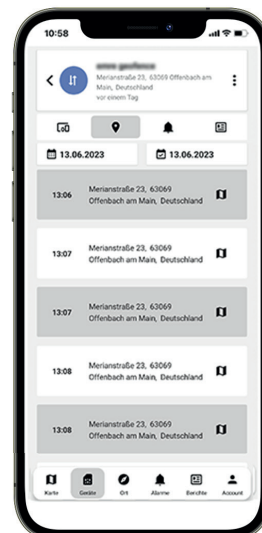 10:58
Merianstraße 23, 63069 Offenbach am
Main, Deutschland
vor einem Tag
13.06.2023 13.06.2023
13:06 Merianstraße 23, 63069
Offenbach am Main, Deutschland
13:07 Merianstraße 23, 63069
Offenbach am Main, Deutschland
13:07 Merianstraße 23, 63069
Offenbach am Main, Deutschland
13:08 Merianstraße 23, 63069
Offenbach am Main, Deutschland
13:08 Merianstraße 23, 63069
Offenbach am Main, Deutschland
Karte Geräte Ort Alarme Berichte Account